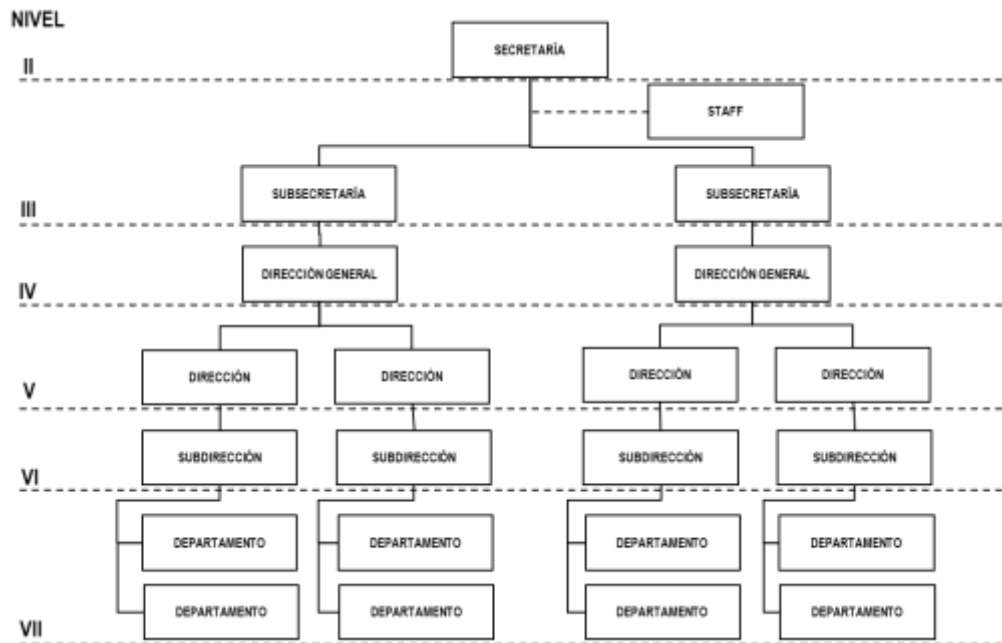 NIVEL
SECRETARÍA
II
STAFF
SUBSECRETARÍA SUBSECRETARÍA
III
DIRECCIÓN GENERAL DIRECCIÓN GENERAL
IV
DIRECCIÓN DIRECCIÓN DIRECCIÓN DIRECCIÓN
V
SUBDIRECCIÓN SUBDIRECCIÓN SUBDIRECCIÓN SUBDIRECCIÓN
VI
DEPARTAMENTO DEPARTAMENTO DEPARTAMENTO DEPARTAMENTO
DEPARTAMENTO DEPARTAMENTO DEPARTAMENTO DEPARTAMENTO
VII